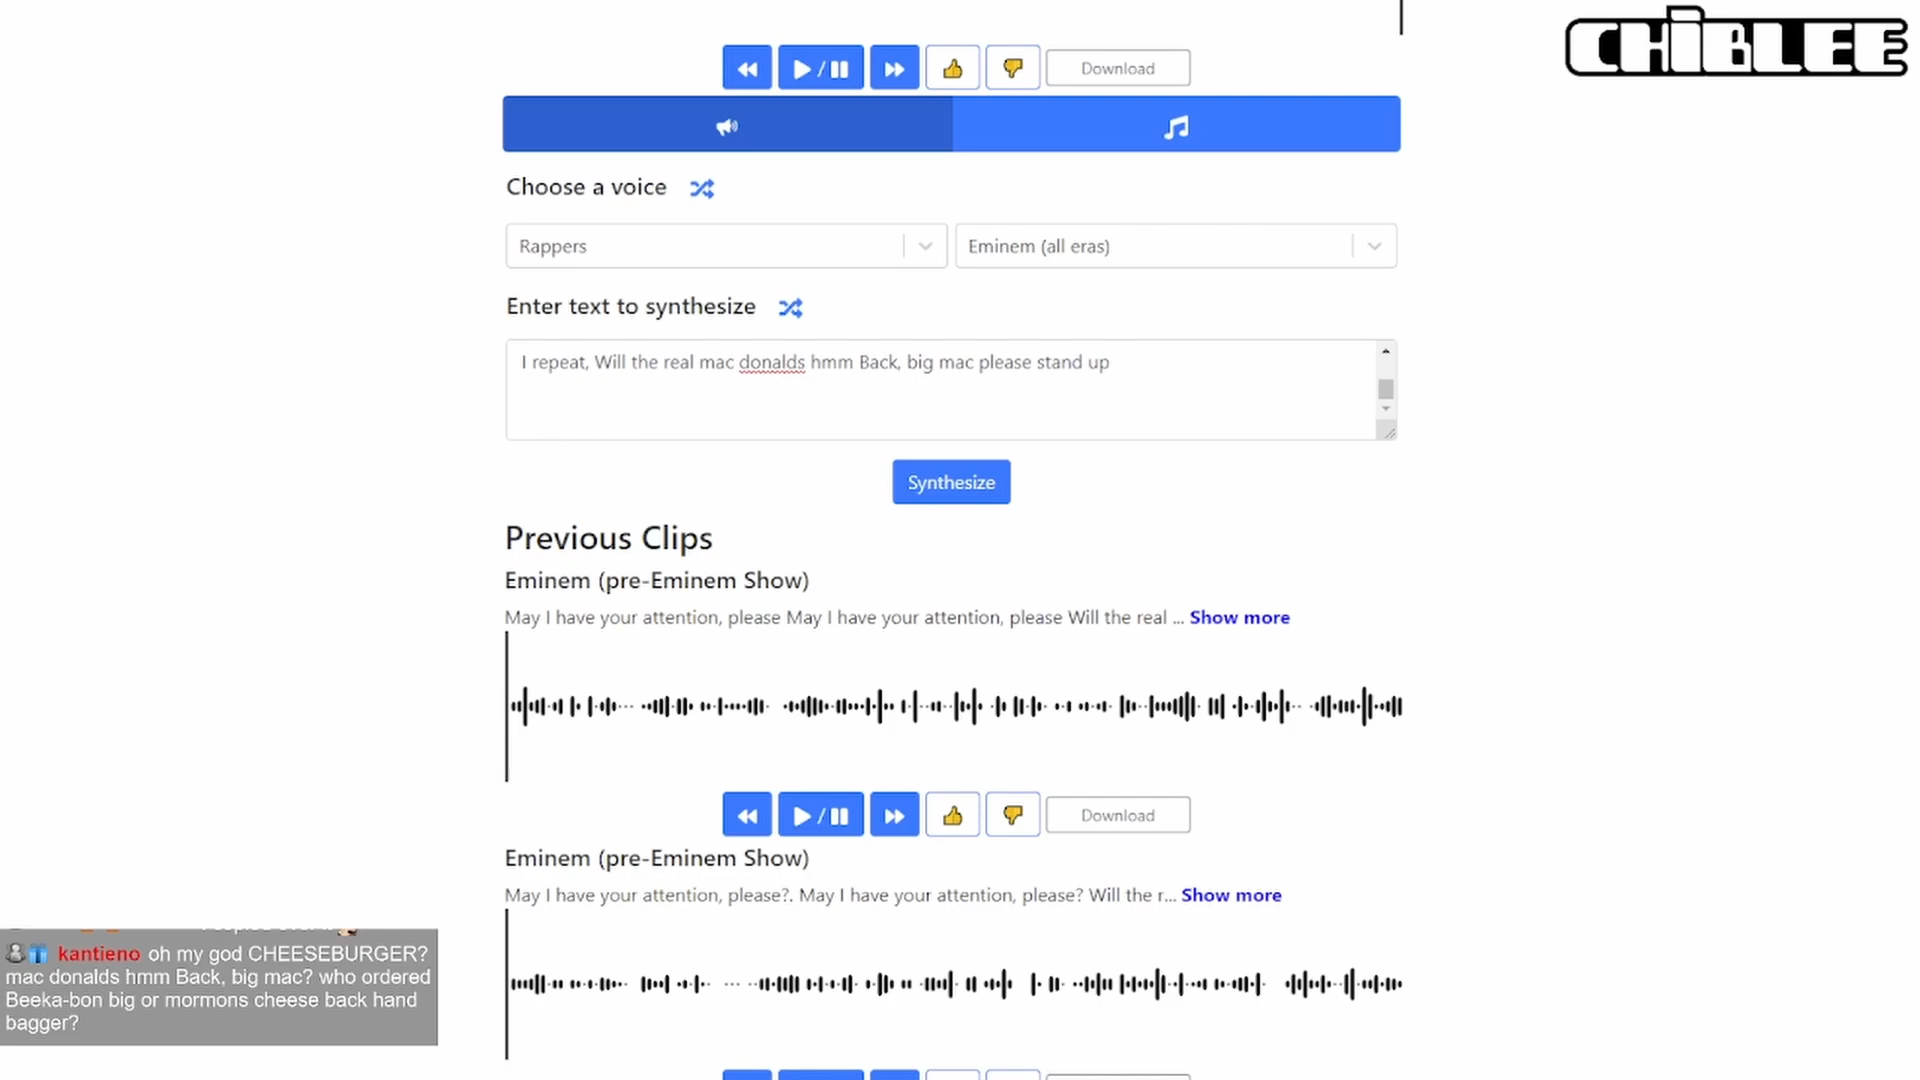 CHIBLEE
/
Download
Choose a voice
Rappers
Eminem (all eras)
Enter text to synthesize
I repeat, Will the real mac donalds hmm Back, big mac please stand up
Synthesize
Previous Clips
Eminem (pre-Eminem Show)
May I have your attention, please May I have your attention, please Will the real ... Show more
/
Download
Eminem (pre-Eminem Show)
May I have your attention, please?. May I have your attention, please? Will the r... Show more
kantieno oh my god CHEESEBURGER?
mac donalds hmm Back, big mac? who ordered
Beeka-bon big or mormons cheese back hand
bagger?